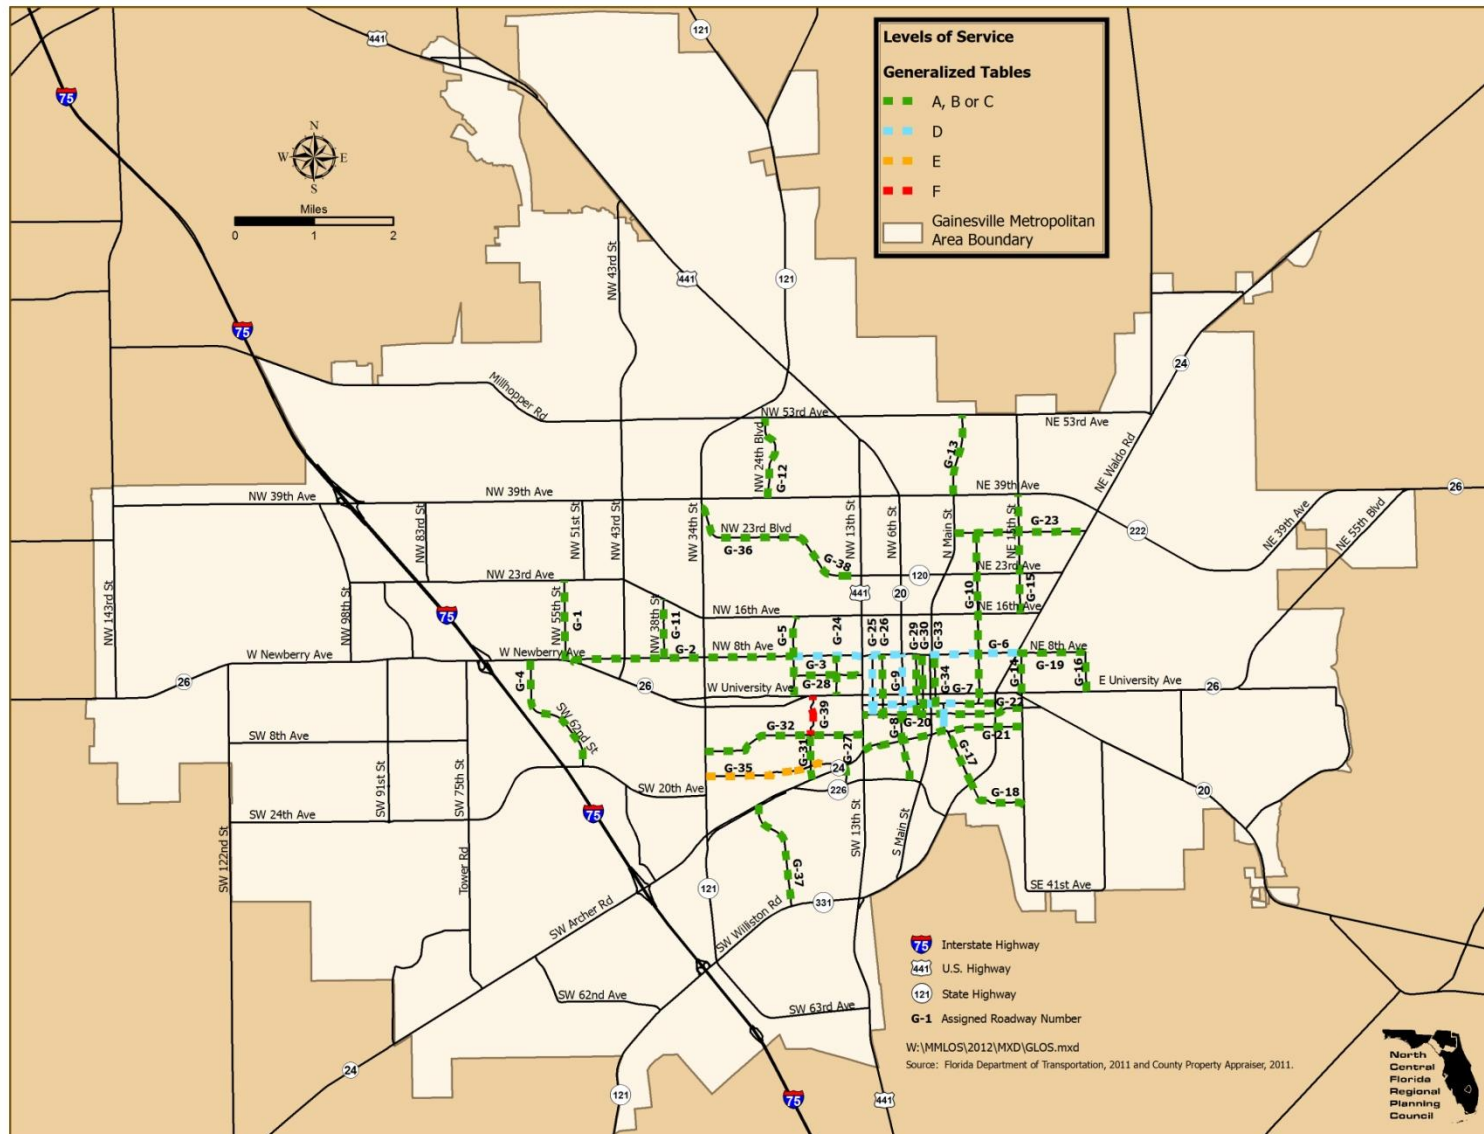 Levels of Service
Generalized Tables
A, B or C
D
E
F
Gainesville Metropolitan
Area Boundary
441
121
75
N
W E
S
Miles
0 1 2
NW 43rd St
441
121
75
24
Millhopper Rd
NW 53rd Ave
NE 53rd Ave
NW 24th Blvd
G-12
G-13
NE Waldo Rd
NW 39th Ave
NW 39th Ave
NE 39th Ave
26
NW 83rd St
NW 51st St
NW 43rd St
NW 34th St
NW 23rd Blvd
G-36
G-38
NW 13th St
NW 6th St
N Main St
NE 15th St
G-23
222
NE 39th Ave
NE 55th Blvd
NW 143rd St
NW 98th St
NW 23rd Ave
120
NE 23rd Ave
441
20
G-10
G-15
75
NW 55th St
G-1
NW 38th St
G-11
NW 16th Ave
NE 16th Ave
G-5
G-24
G-25
G-26
G-29
G-30
G-33
W Newberry Ave
W Newberry Ave
G-2
NW 8th Ave
G-6
NE 8th Ave
G-3
G-19
G-16
G-14
26
G-4
26
W University Ave
G-28
G-9
G-34
G-7
E University Ave
26
G-39
G-22
SW 62nd St
G-32
G-8
G-20
G-21
SW 8th Ave
G-31
G-27
G-17
G-35
24
SW 91st St
SW 75th St
SW 20th Ave
226
G-18
20
SW 24th Ave
75
SW 122nd St
SW 13th St
S Main St
G-37
Tower Rd
121
SE 41st Ave
SW Archer Rd
331
SW Williston Rd
SW 62nd Ave
SW 63rd Ave
24
121
75
441
75 Interstate Highway
441 U.S. Highway
121 State Highway
G-1 Assigned Roadway Number
W:\MMLOS\2012\MXD\GLOS.mxd
Source: Florida Department of Transportation, 2011 and County Property Appraiser, 2011.
North
Central
Florida
Regional
Planning
Council